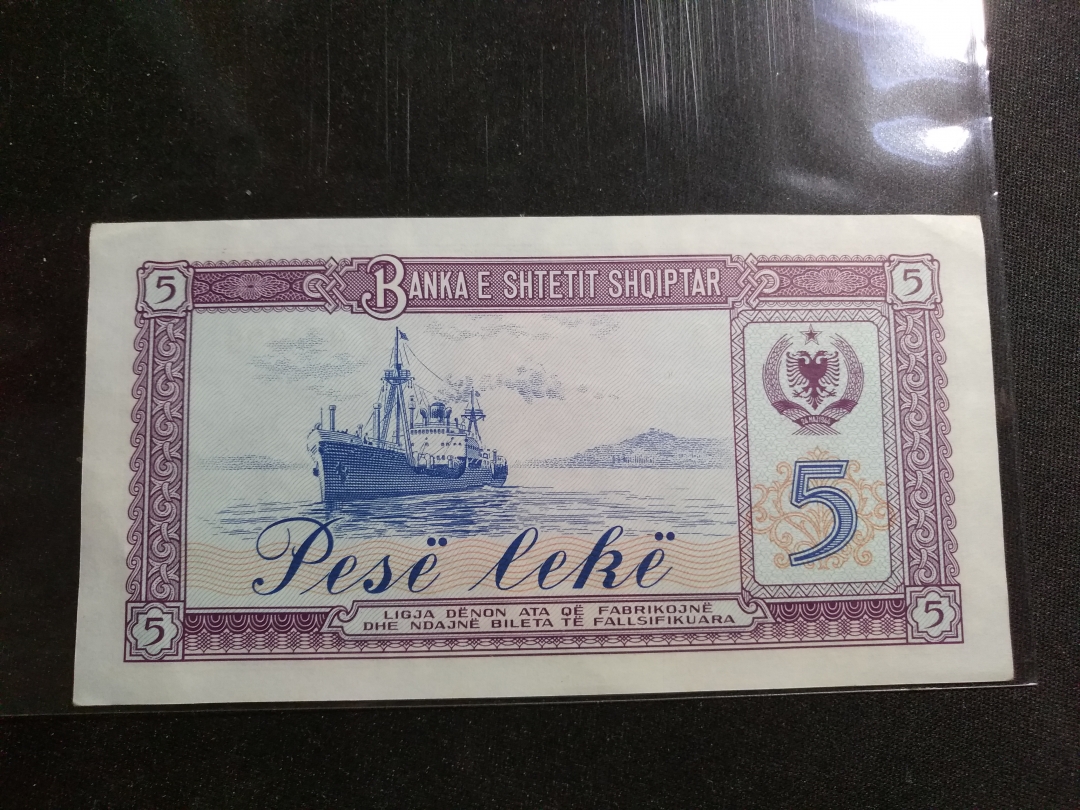 5
BANKA E SHTETIT SHQIPTAR
5
5
Pesë lekë
LIGJA DËNON ATA QË FABRIKOJNË
DHE NDAJNË BILETA TË FALLSIFIKUARA
5
5